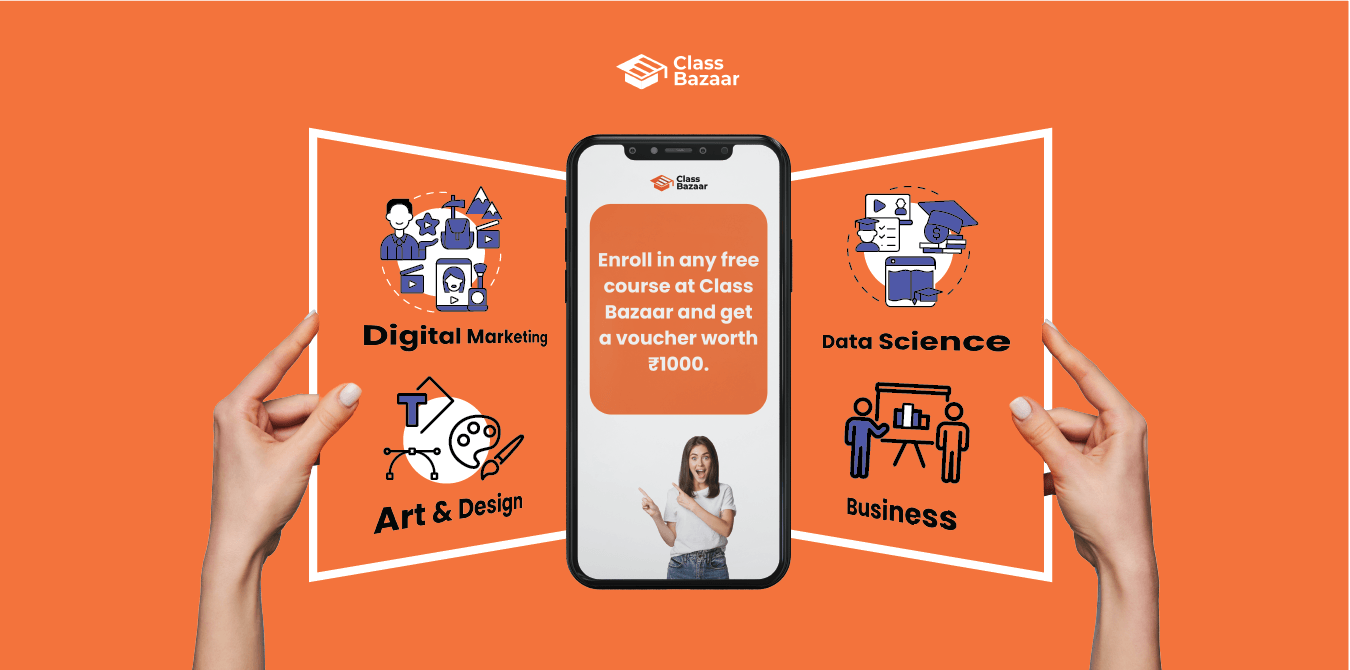 Class
Bazaar
Class
Bazaar
Enroll in any free
course at Class
Bazaar and get
a voucher worth
₹1000.
Digital Marketing
Art & Design
T
Data Science
$
Business